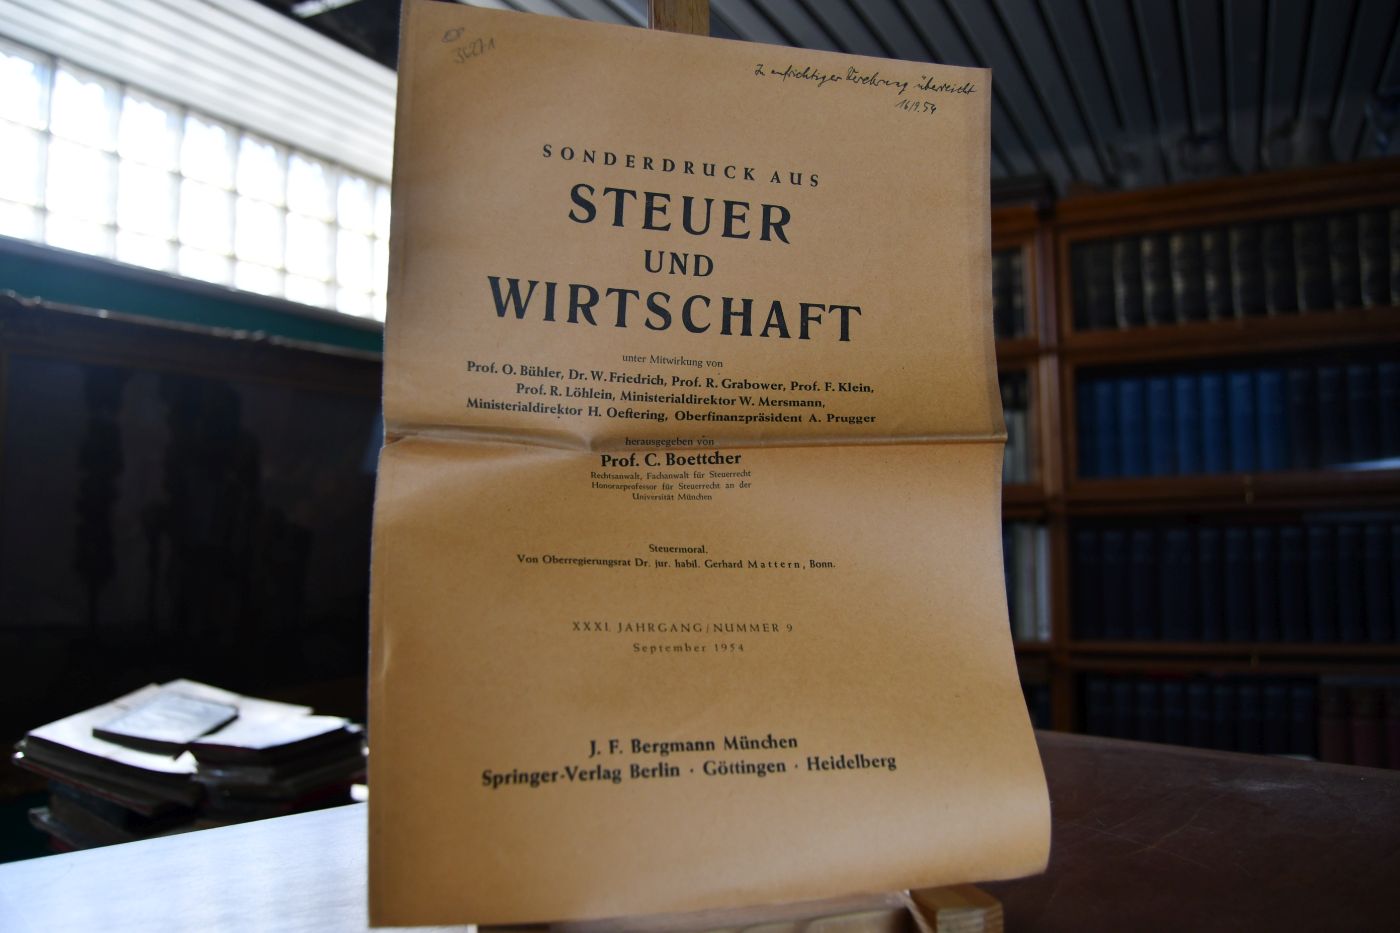 In aufrichtiger Verehrung überreicht
16/9.54
SONDERDRUCK AUS
STEUER
UND
WIRTSCHAFT
unter Mitwirkung von
Prof. O. Bühler, Dr. W. Friedrich, Prof. R. Grabower, Prof. F. Klein,
Prof. R. Löhlein, Ministerialdirektor W. Mersmann,
Ministerialdirektor H. Oeftering, Oberfinanzpräsident A. Prugger
herausgegeben von
Prof. C. Boettcher
Rechtsanwalt, Fachanwalt für Steuerrecht
Honorarprofessor für Steuerrecht an der
Universität München
Steuermoral.
Von Oberregierungsrat Dr. jur. habil. Gerhard Mattern, Bonn.
XXXI. JAHRGANG/NUMMER 9
September 1954
J. F. Bergmann München
Springer-Verlag Berlin · Göttingen · Heidelberg